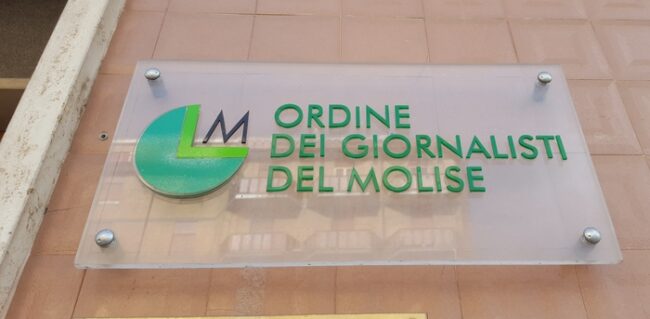 M
ORDINE
DEI GIORNALISTI
DEL MOLISE